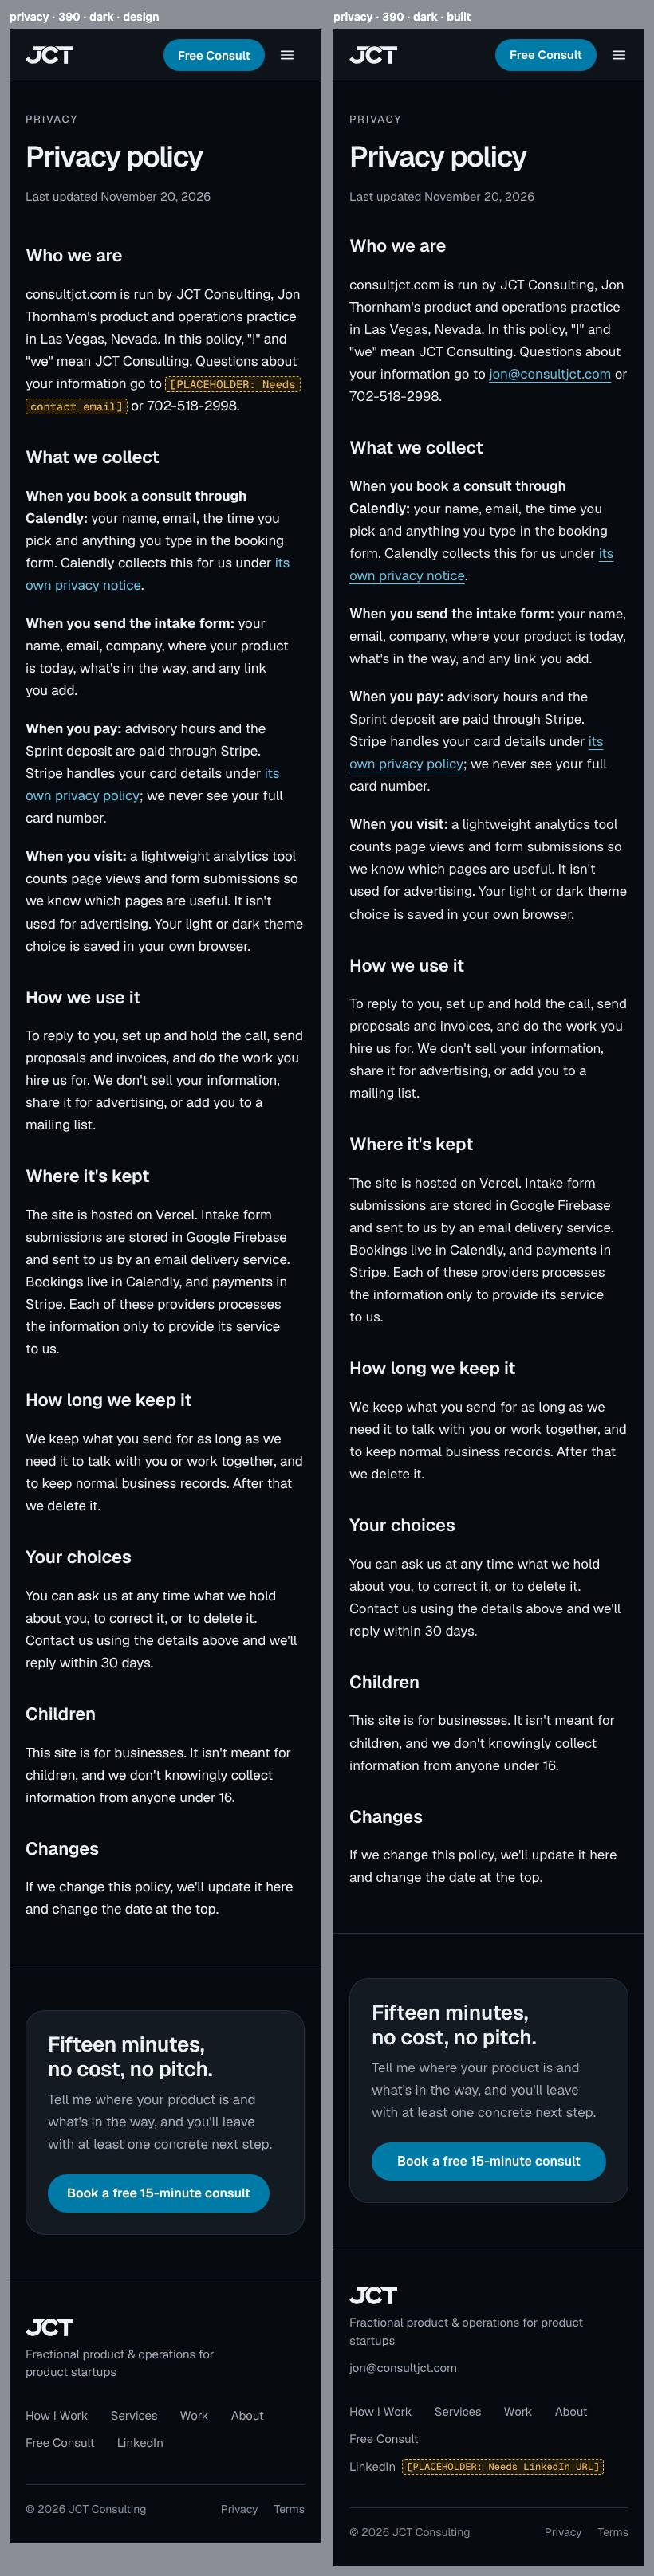 privacy · 390 · dark · design
JCT
Free Consult
PRIVACY
Privacy policy
Last updated November 20, 2026
Who we are
consultjct.com is run by JCT Consulting, Jon
Thornham's product and operations practice
in Las Vegas, Nevada. In this policy, "I" and
"we" mean JCT Consulting. Questions about
your information go to [PLACEHOLDER: Needs
contact email] or 702-518-2998.
What we collect
When you book a consult through
Calendly: your name, email, the time you
pick and anything you type in the booking
form. Calendly collects this for us under its
own privacy notice.
When you send the intake form: your
name, email, company, where your product
is today, what's in the way, and any link
you add.
When you pay: advisory hours and the
Sprint deposit are paid through Stripe.
Stripe handles your card details under its
own privacy policy; we never see your full
card number.
When you visit: a lightweight analytics tool
counts page views and form submissions so
we know which pages are useful. It isn't
used for advertising. Your light or dark theme
choice is saved in your own browser.
How we use it
To reply to you, set up and hold the call, send
proposals and invoices, and do the work you
hire us for. We don't sell your information,
share it for advertising, or add you to a
mailing list.
Where it's kept
The site is hosted on Vercel. Intake form
submissions are stored in Google Firebase
and sent to us by an email delivery service.
Bookings live in Calendly, and payments in
Stripe. Each of these providers processes
the information only to provide its service
to us.
How long we keep it
We keep what you send for as long as we
need it to talk with you or work together, and
to keep normal business records. After that
we delete it.
Your choices
You can ask us at any time what we hold
about you, to correct it, or to delete it.
Contact us using the details above and we'll
reply within 30 days.
Children
This site is for businesses. It isn't meant for
children, and we don't knowingly collect
information from anyone under 16.
Changes
If we change this policy, we'll update it here
and change the date at the top.
Fifteen minutes,
no cost, no pitch.
Tell me where your product is and
what's in the way, and you'll leave
with at least one concrete next step.
Book a free 15-minute consult
JCT
Fractional product & operations for
product startups
How I Work Services Work About
Free Consult LinkedIn
© 2026 JCT Consulting Privacy Terms
privacy · 390 · dark · built
JCT
Free Consult
PRIVACY
Privacy policy
Last updated November 20, 2026
Who we are
consultjct.com is run by JCT Consulting, Jon
Thornham's product and operations practice
in Las Vegas, Nevada. In this policy, "I" and
"we" mean JCT Consulting. Questions about
your information go to jon@consultjct.com or
702-518-2998.
What we collect
When you book a consult through
Calendly: your name, email, the time you
pick and anything you type in the booking
form. Calendly collects this for us under its
own privacy notice.
When you send the intake form: your name,
email, company, where your product is today,
what's in the way, and any link you add.
When you pay: advisory hours and the
Sprint deposit are paid through Stripe.
Stripe handles your card details under its
own privacy policy; we never see your full
card number.
When you visit: a lightweight analytics tool
counts page views and form submissions so
we know which pages are useful. It isn't
used for advertising. Your light or dark theme
choice is saved in your own browser.
How we use it
To reply to you, set up and hold the call, send
proposals and invoices, and do the work you
hire us for. We don't sell your information,
share it for advertising, or add you to a
mailing list.
Where it's kept
The site is hosted on Vercel. Intake form
submissions are stored in Google Firebase
and sent to us by an email delivery service.
Bookings live in Calendly, and payments in
Stripe. Each of these providers processes
the information only to provide its service
to us.
How long we keep it
We keep what you send for as long as we
need it to talk with you or work together, and
to keep normal business records. After that
we delete it.
Your choices
You can ask us at any time what we hold
about you, to correct it, or to delete it.
Contact us using the details above and we'll
reply within 30 days.
Children
This site is for businesses. It isn't meant for
children, and we don't knowingly collect
information from anyone under 16.
Changes
If we change this policy, we'll update it here
and change the date at the top.
Fifteen minutes,
no cost, no pitch.
Tell me where your product is and
what's in the way, and you'll leave
with at least one concrete next step.
Book a free 15-minute consult
JCT
Fractional product & operations for product
startups
jon@consultjct.com
How I Work Services Work About
Free Consult
LinkedIn [PLACEHOLDER: Needs LinkedIn URL]
© 2026 JCT Consulting Privacy Terms